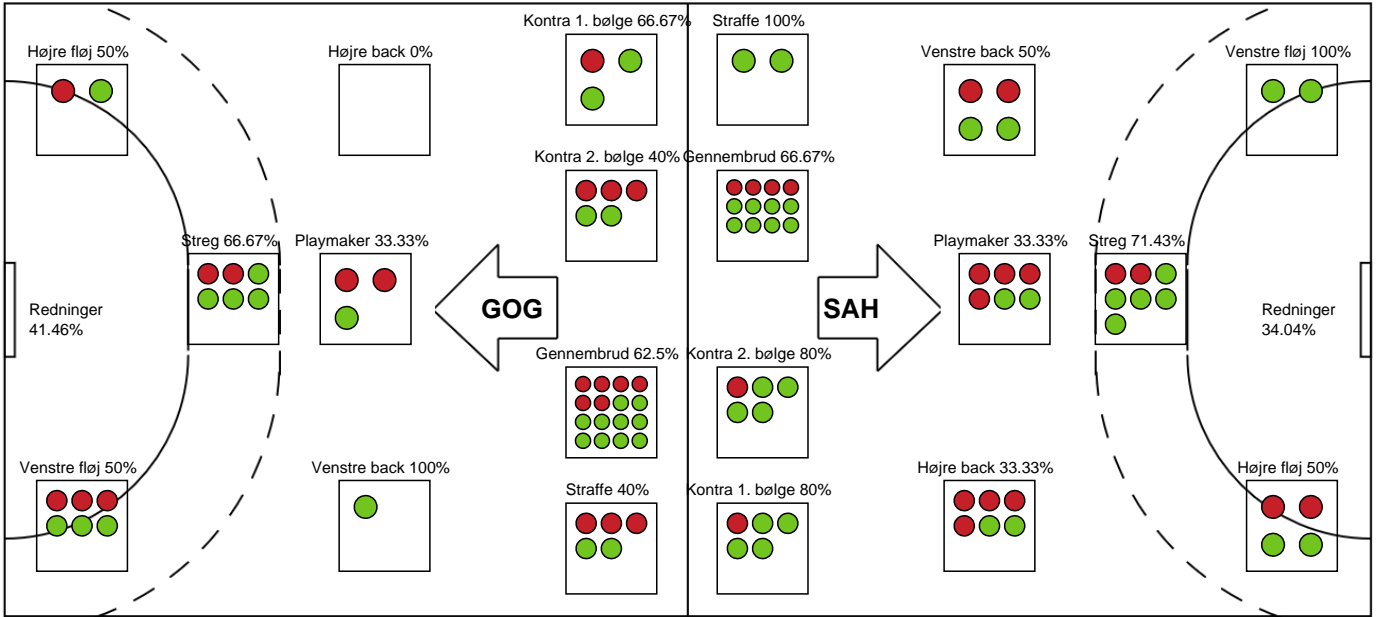 Kontra 1. bølge 66.67%
Straffe 100%
Højre fløj 50%
Højre back 0%
Venstre back 50%
Venstre fløj 100%
Kontra 2. bølge 40%
Gennembrud 66.67%
Streg 66.67%
Playmaker 33.33%
Playmaker 33.33%
Streg 71.43%
Redninger
41.46%
GOG
SAH
Redninger
34.04%
Gennembrud 62.5%
Kontra 2. bølge 80%
Venstre fløj 50%
Venstre back 100%
Højre back 33.33%
Højre fløj 50%
Straffe 40%
Kontra 1. bølge 80%